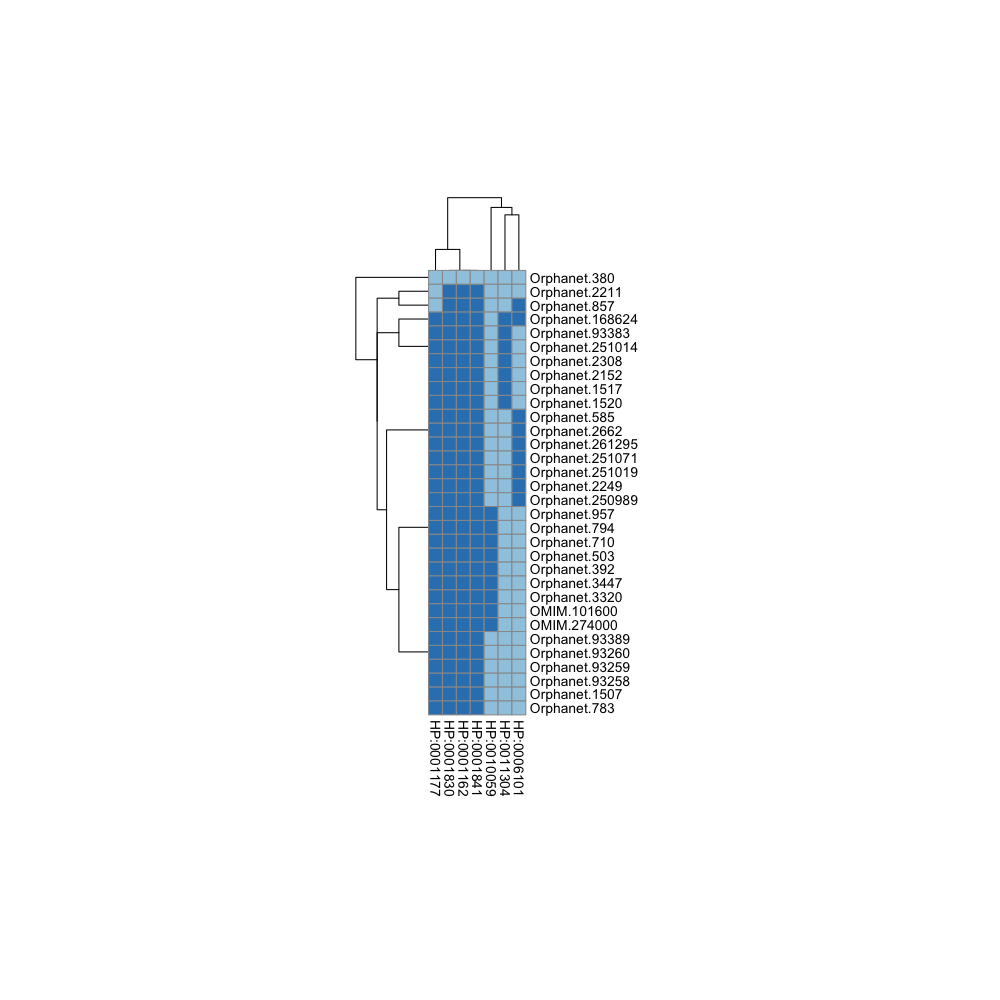 Orphanet.380
Orphanet.2211
Orphanet.857
Orphanet.168624
Orphanet.93383
Orphanet.251014
Orphanet.2308
Orphanet.2152
Orphanet.1517
Orphanet.1520
Orphanet.585
Orphanet.2662
Orphanet.261295
Orphanet.251071
Orphanet.251019
Orphanet.2249
Orphanet.250989
Orphanet.957
Orphanet.794
Orphanet.710
Orphanet.503
Orphanet.392
Orphanet.3447
Orphanet.3320
OMIM.101600
OMIM.274000
Orphanet.93389
Orphanet.93260
Orphanet.93259
Orphanet.93258
Orphanet.1507
Orphanet.783
HP:0001177
HP:0001830
HP:0001162
HP:0001841
HP:0010059
HP:0011304
HP:0006101